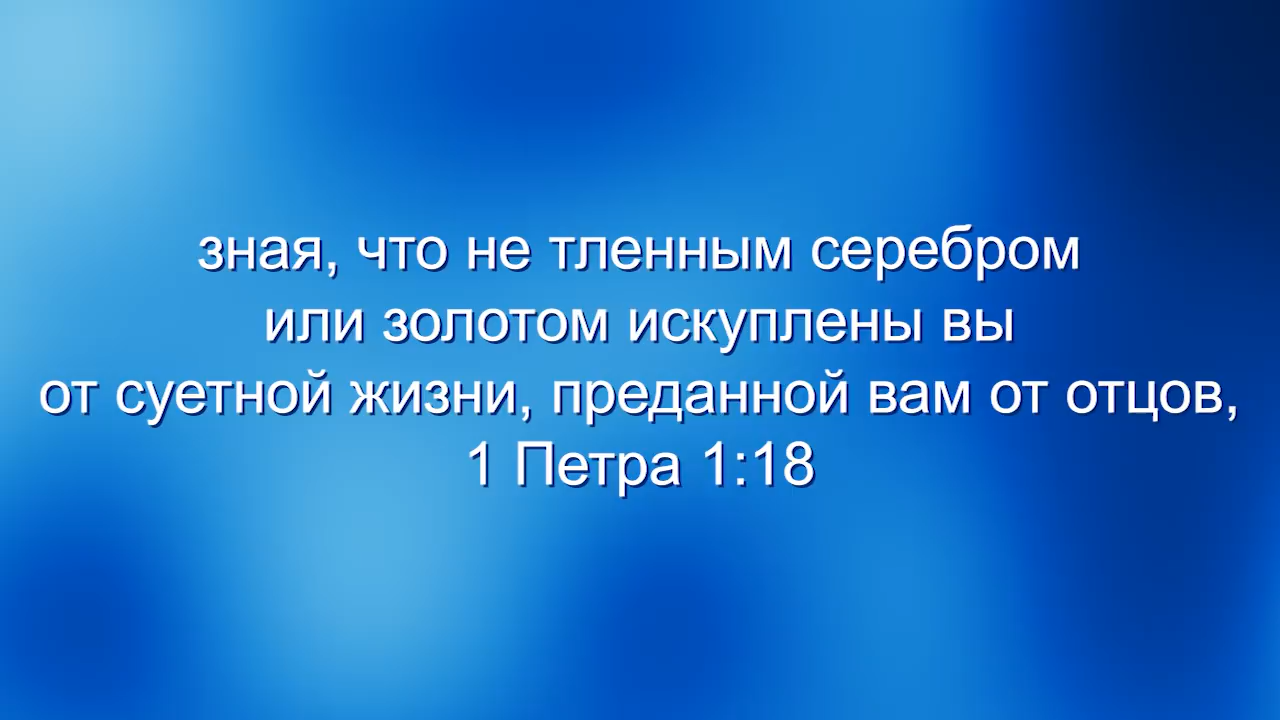 зная, что не тленным серебром
или золотом искуплены вы
от суетной жизни, преданной вам от отцов,
1 Петра 1:18